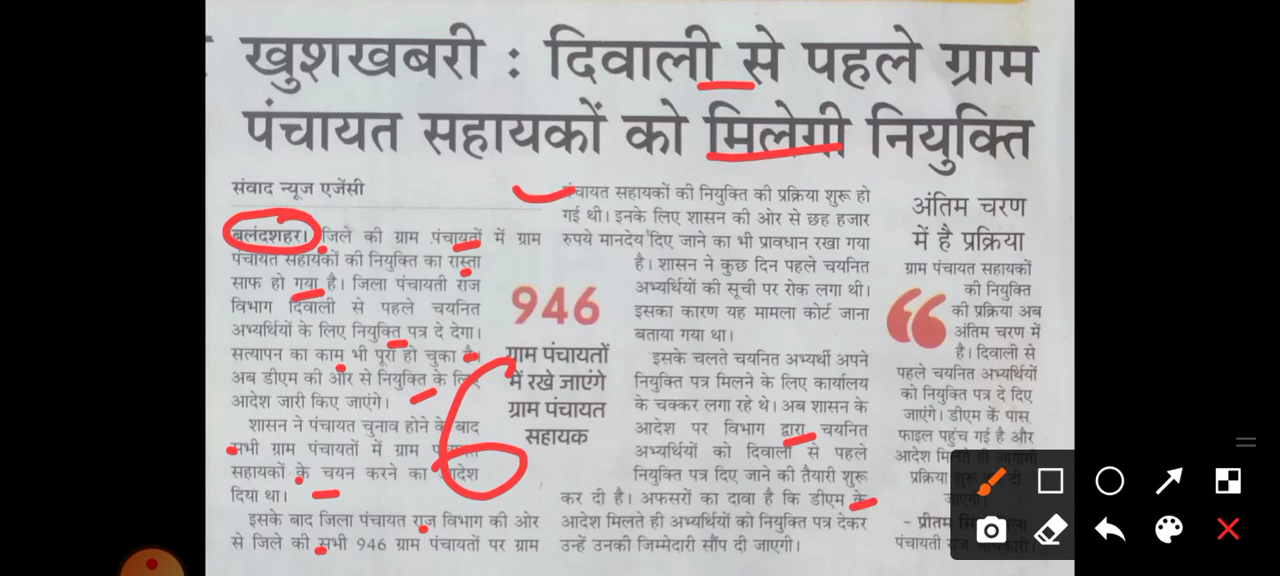 खुशखबरी : दिवाली से पहले ग्राम
पंचायत सहायकों को मिलेगी नियुक्ति
संवाद न्यूज एजेंसी
बुलंदशहर। जिले की ग्राम पंचायतों में ग्राम
पंचायत सहायकों की नियुक्ति का रास्ता
साफ हो गया है। जिला पंचायती राज
विभाग दिवाली से पहले चयनित
अभ्यर्थियों के लिए नियुक्ति पत्र दे देगा।
सत्यापन का काम भी पूरा हो चुका है।
अब डीएम की ओर से नियुक्ति के लिए
आदेश जारी किए जाएंगे।
शासन ने पंचायत चुनाव होने के बाद
सभी ग्राम पंचायतों में ग्राम पंचायत
सहायकों के चयन करने का आदेश
दिया था।
इसके बाद जिला पंचायत राज विभाग की ओर
से जिले की सभी 946 ग्राम पंचायतों पर ग्राम
946
ग्राम पंचायतों
में रखे जाएंगे
ग्राम पंचायत
सहायक
पंचायत सहायकों की नियुक्ति की प्रक्रिया शुरू हो
गई थी। इनके लिए शासन की ओर से छह हजार
रुपये मानदेय दिए जाने का भी प्रावधान रखा गया
है। शासन ने कुछ दिन पहले चयनित
अभ्यर्थियों की सूची पर रोक लगा थी।
इसका कारण यह मामला कोर्ट जाना
बताया गया था।
इसके चलते चयनित अभ्यर्थी अपने
नियुक्ति पत्र मिलने के लिए कार्यालय
के चक्कर लगा रहे थे। अब शासन के
आदेश पर विभाग द्वारा चयनित
अभ्यर्थियों को दिवाली से पहले
नियुक्ति पत्र दिए जाने की तैयारी शुरू
कर दी है। अफसरों का दावा है कि डीएम के
आदेश मिलते ही अभ्यर्थियों को नियुक्ति पत्र देकर
उन्हें उनकी जिम्मेदारी सौंप दी जाएगी।
अंतिम चरण
में है प्रक्रिया
ग्राम पंचायत सहायकों
की नियुक्ति
की प्रक्रिया अब
अंतिम चरण में
है। दिवाली से
पहले चयनित अभ्यर्थियों
को नियुक्ति पत्र दे दिए
जाएंगे। डीएम के पास
फाइल पहुंच गई है और
आदेश मिलते ही आगामी
प्रक्रिया शुरू दी
जाएगी।
- प्रीतम
पंचायती राज अधिकारी।